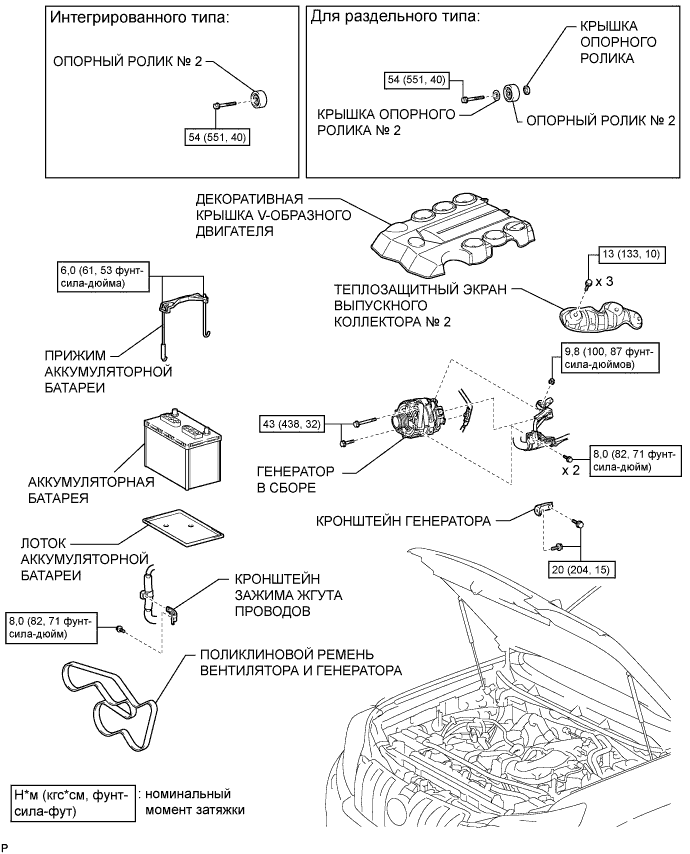 Интегрированного типа:
ОПОРНЫЙ РОЛИК № 2
54 (551, 40)
Для раздельного типа:
КРЫШКА
ОПОРНОГО
РОЛИКА
54 (551, 40)
КРЫШКА ОПОРНОГО
РОЛИКА № 2
ОПОРНЫЙ РОЛИК № 2
ДЕКОРАТИВНАЯ
КРЫШКА V-ОБРАЗНОГО
ДВИГАТЕЛЯ
13 (133, 10)
x 3
6,0 (61, 53 фунт-
сила-дюйма)
ТЕПЛОЗАЩИТНЫЙ ЭКРАН
ВЫПУСКНОГО
КОЛЛЕКТОРА № 2
ПРИЖИМ
АККУМУЛЯТОРНОЙ
БАТАРЕИ
9,8 (100, 87 фунт-
сила-дюймов)
43 (438, 32)
8,0 (82, 71 фунт-
сила-дюйм)
x 2
ГЕНЕРАТОР
В СБОРЕ
АККУМУЛЯТОРНАЯ
БАТАРЕЯ
КРОНШТЕЙН ГЕНЕРАТОРА
20 (204, 15)
ЛОТОК
АККУМУЛЯТОРНОЙ
БАТАРЕИ
КРОНШТЕЙН
ЗАЖИМА ЖГУТА
ПРОВОДОВ
8,0 (82, 71 фунт-
сила-дюйм)
ПОЛИКЛИНОВОЙ РЕМЕНЬ
ВЕНТИЛЯТОРА И ГЕНЕРАТОРА
Н*м (кгс*см, фунт-
сила-фут)
: номинальный
момент затяжки
P